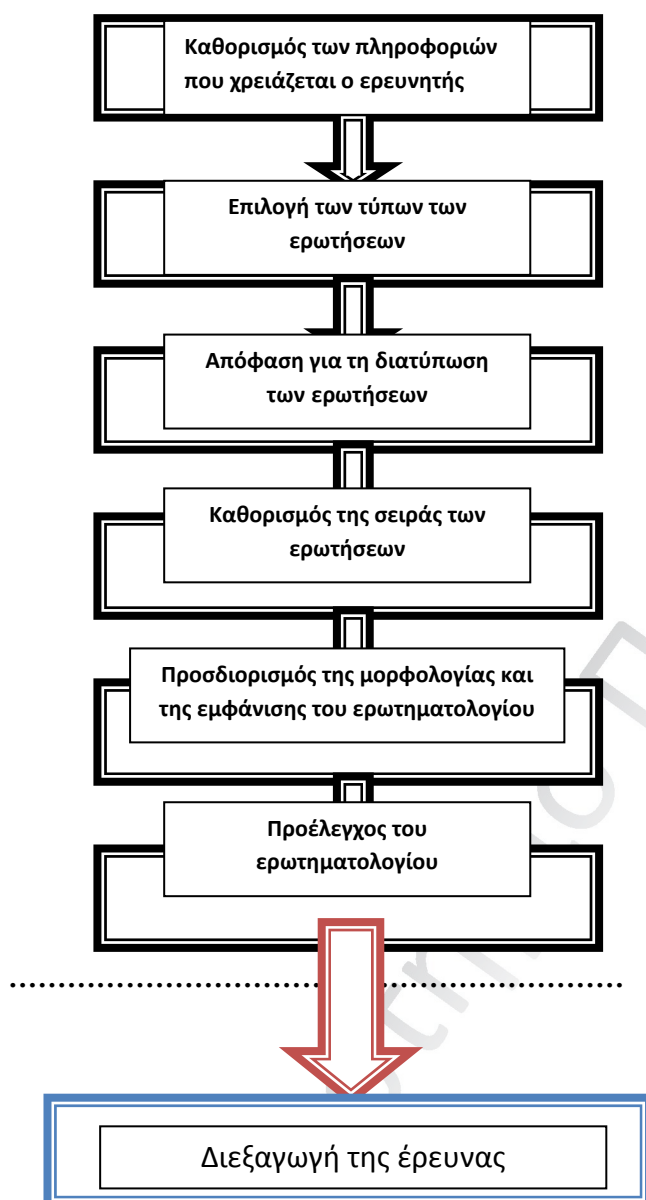 Καθορισμός των πληροφοριών
που χρειάζεται ο ερευνητής
Επιλογή των τύπων των
ερωτήσεων
Απόφαση για τη διατύπωση
των ερωτήσεων
Καθορισμός της σειράς των
ερωτήσεων
Προσδιορισμός της μορφολογίας και
της εμφάνισης του ερωτηματολογίου
Προέλεγχος του
ερωτηματολογίου
Διεξαγωγή της έρευνας